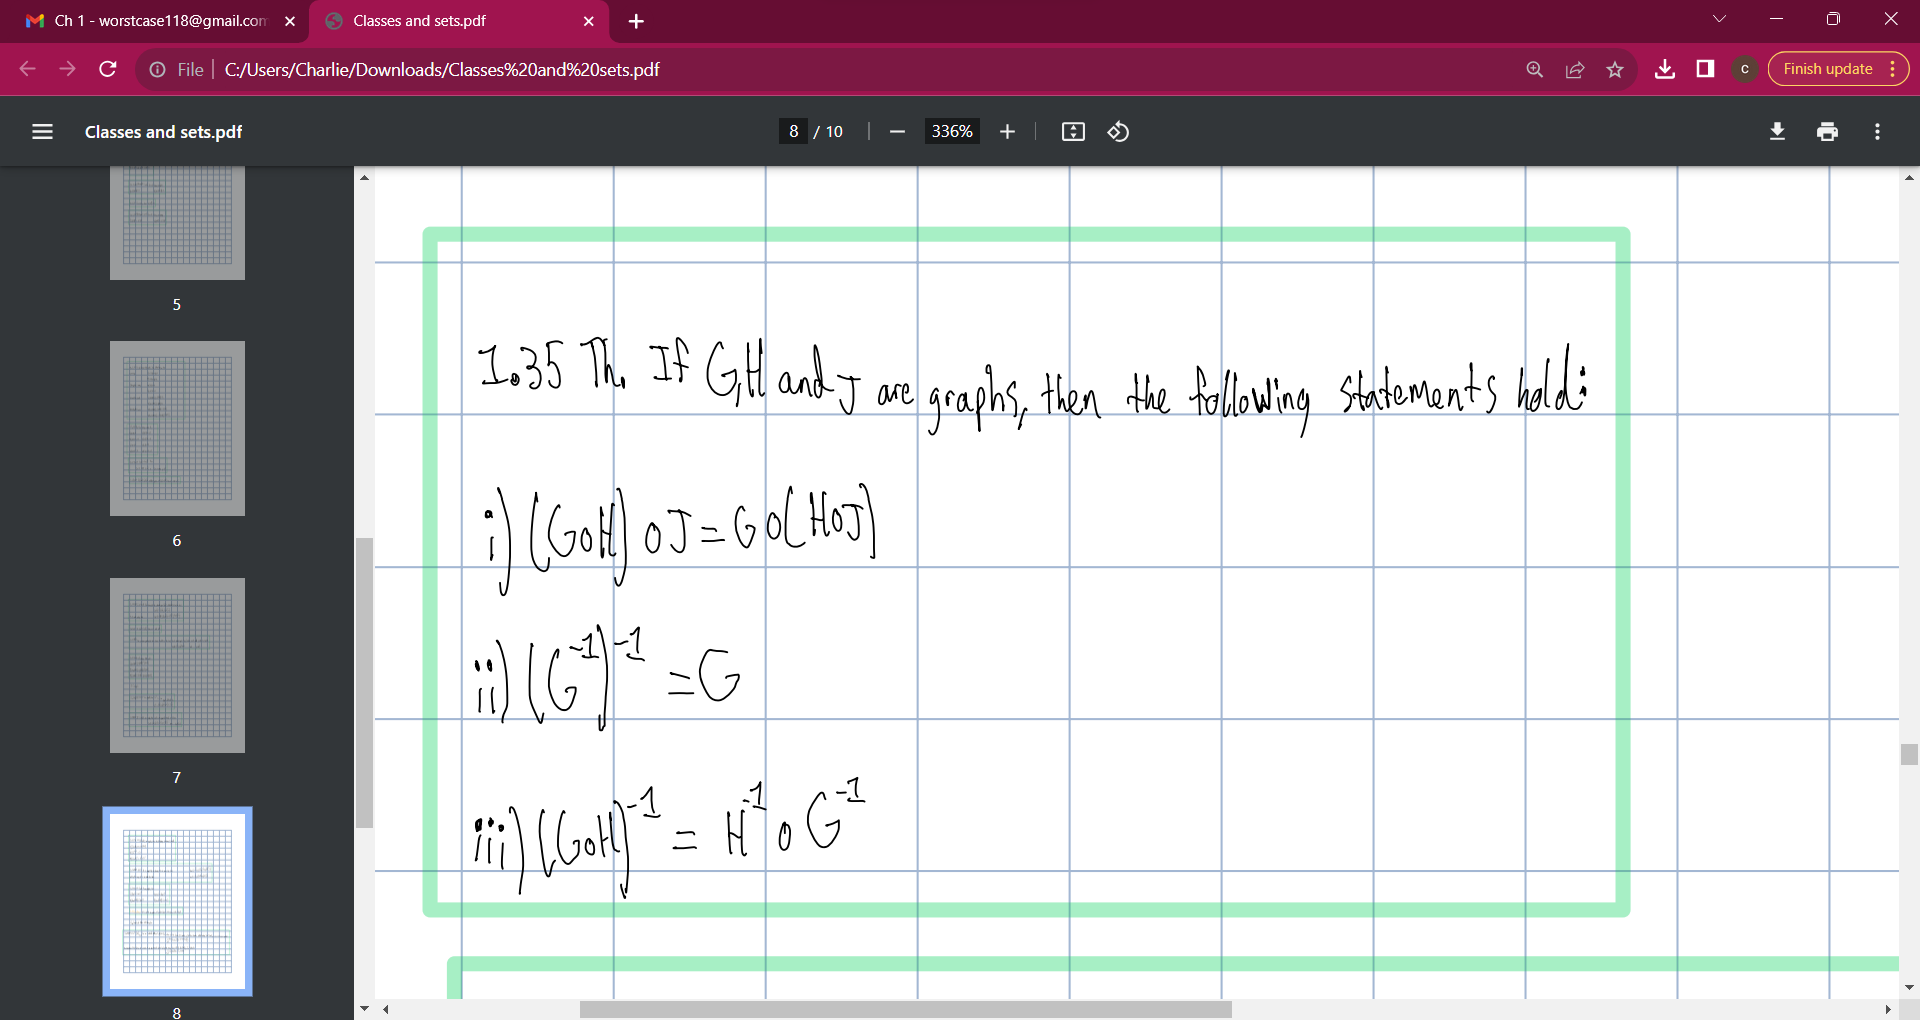 Ch 1 - worstcase118@gmail.com
Classes and sets.pdf
File
C:/Users/Charlie/Downloads/Classes%20and%20sets.pdf
C
Finish update
Classes and sets.pdf
8 / 10
336%
5
6
7
8
1.35 Th. If G,H and J are graphs, then the following statements hold:
i) (G∘H)∘J = G∘(H∘J)
ii) (G⁻¹)⁻¹ = G
iii) (G∘H)⁻¹ = H⁻¹∘G⁻¹